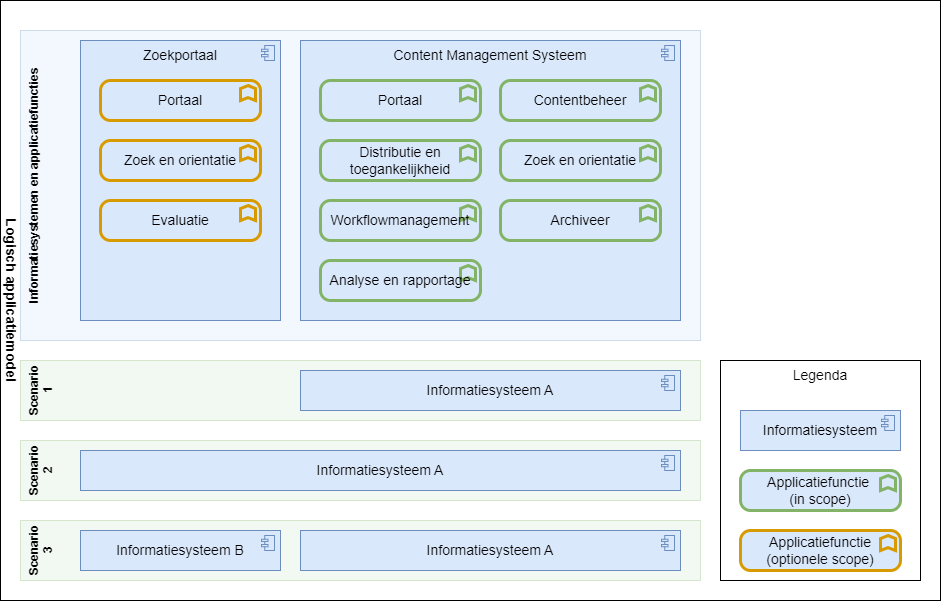 Logisch applicatiemodel
Informatiesystemen en applicatiefuncties
Zoekportaal
Portaal
Zoek en orientatie
Evaluatie
Content Management Systeem
Portaal
Contentbeheer
Distributie en
toegankelijkheid
Zoek en orientatie
Workflowmanagement
Archiveer
Analyse en rapportage
Scenario
1
Informatiesysteem A
Scenario
2
Informatiesysteem A
Scenario
3
Informatiesysteem B
Informatiesysteem A
Legenda
Informatiesysteem
Applicatiefunctie
(in scope)
Applicatiefunctie
(optionele scope)